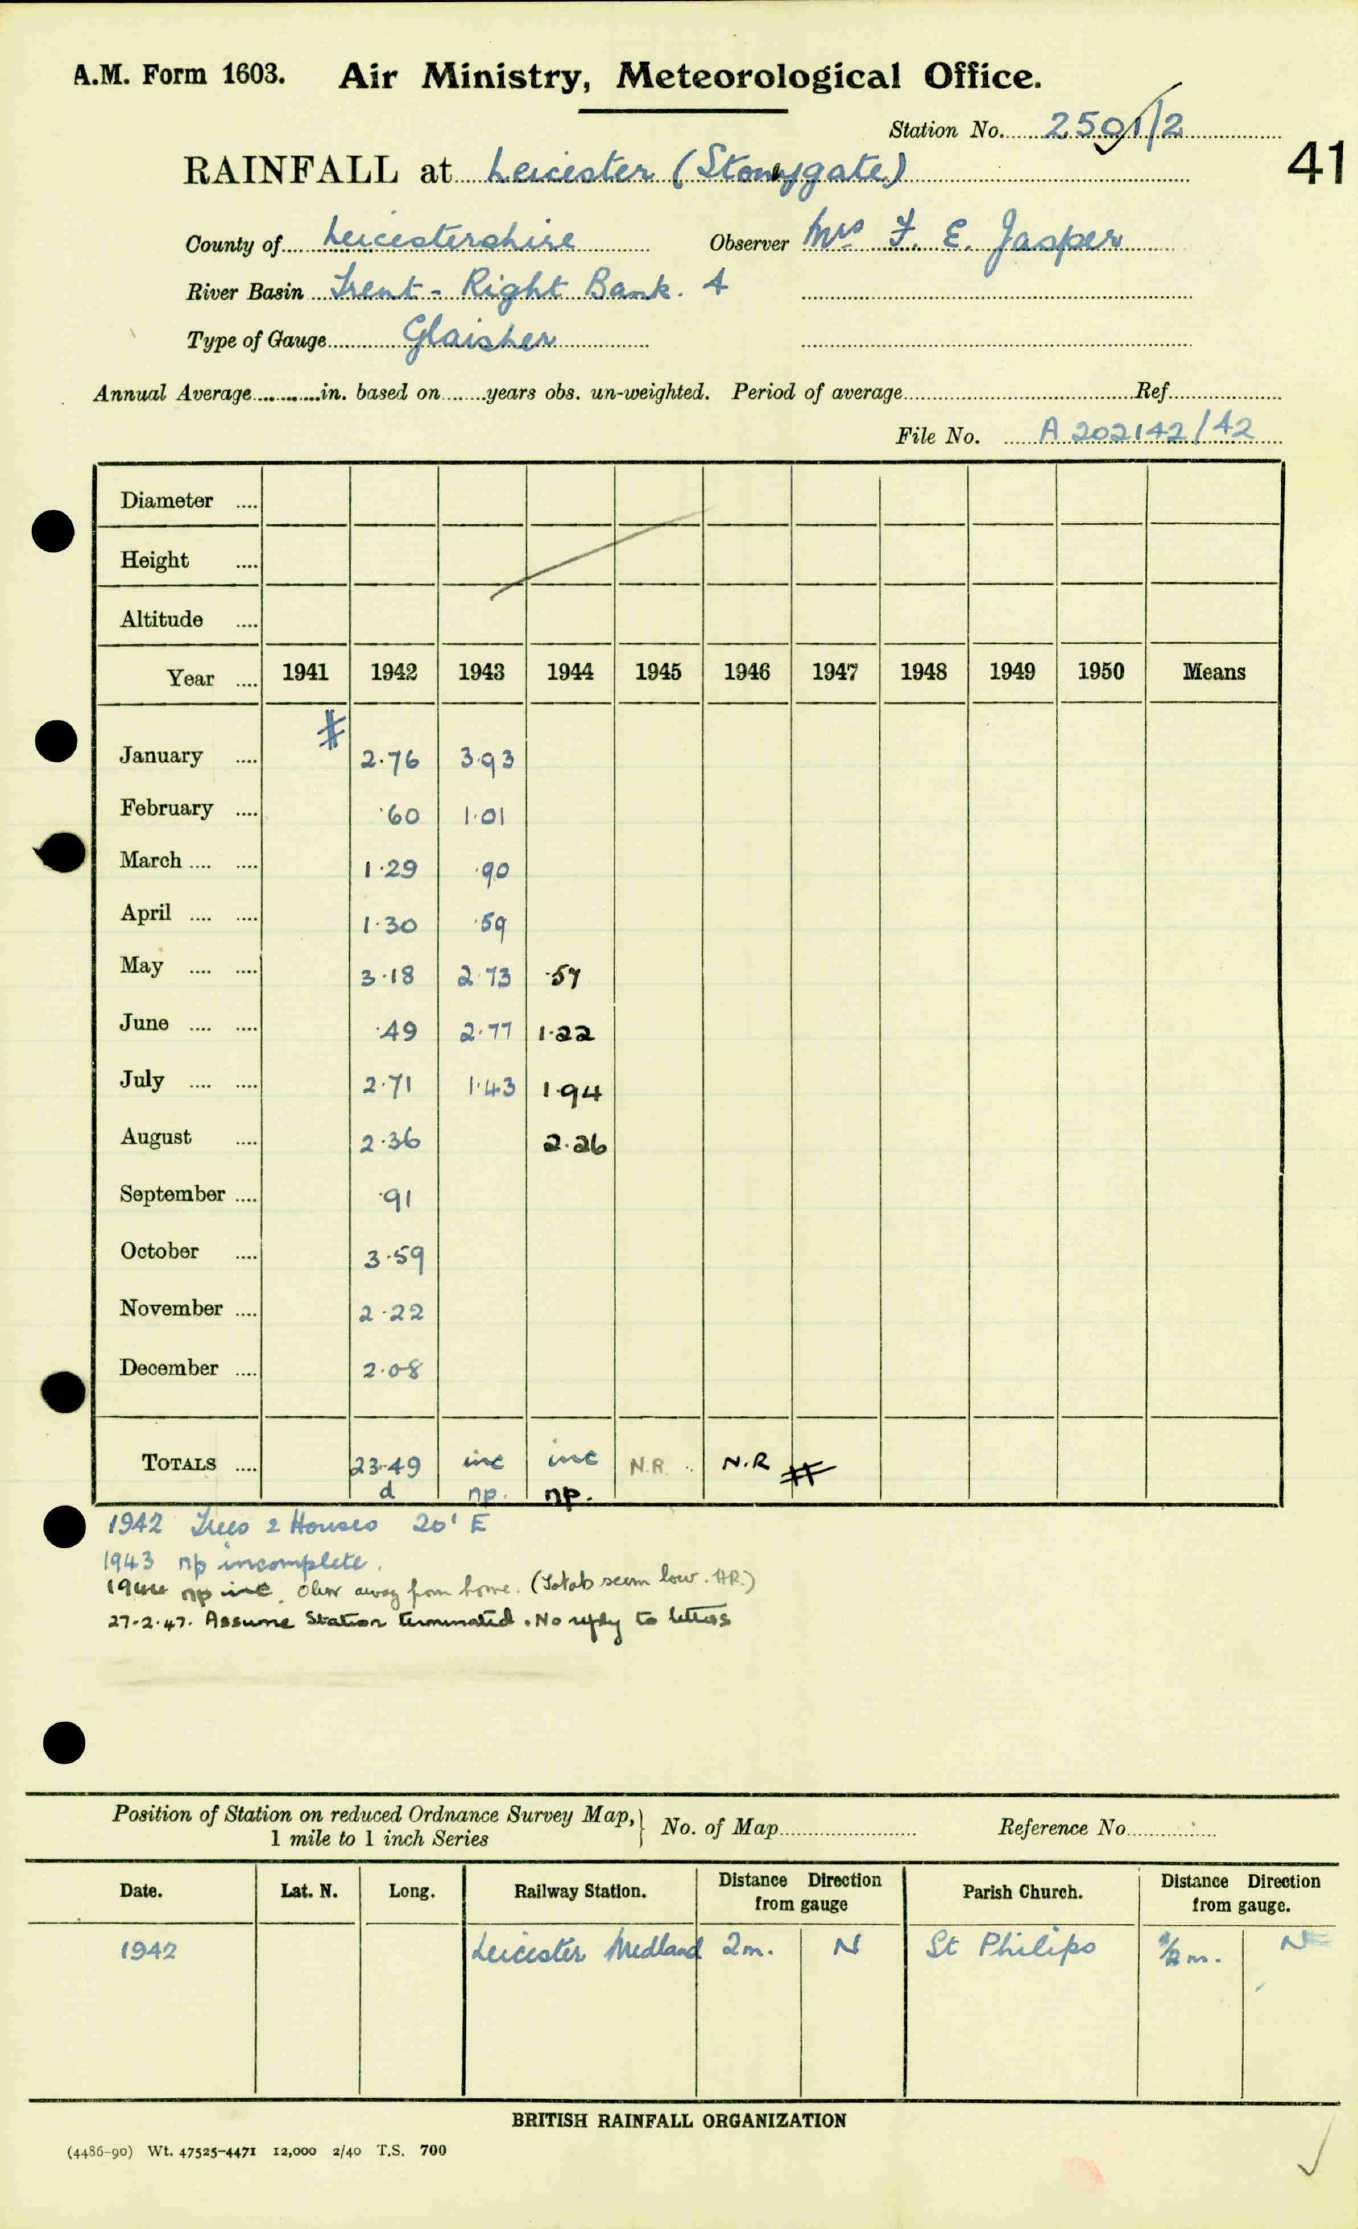 A.M. Form 1603. Air Ministry, Meteorological Office.
Station No. 2501/2
41
RAINFALL at Leicester (Stonygate)
County of Leicestershire Observer Mrs F. E. Jasper
River Basin Trent - Right Bank. 4
Type of Gauge Glaisher
Annual Average in. based on years obs. un-weighted. Period of average Ref.
File No. A 202142/42
Diameter
Height
Altitude
Year 1941 1942 1943 1944 1945 1946 1947 1948 1949 1950 Means
January 2.76 3.93
February .60 1.01
March 1.29 .90
April 1.30 .59
May 3.18 2.73 .57
June .49 2.77 1.22
July 2.71 1.43 1.94
August 2.36 2.26
September .91
October 3.59
November 2.22
December 2.08
TOTALS 23.49 inc inc N.R. N.R
d np. np.
1942 Trees 2 Houses 20' E
1943 np incomplete.
1944 np inc. Obsr away from home. (Totals seem low. HR.)
27.2.47. Assume Station terminated. No reply to letters
Position of Station on reduced Ordnance Survey Map, No. of Map Reference No.
1 mile to 1 inch Series
Date. Lat. N. Long. Railway Station. Distance Direction from gauge Parish Church. Distance Direction from gauge.
1942 Leicester Midland 2m. N St Philips 1/2 m. N
BRITISH RAINFALL ORGANIZATION
(4486-90) Wt. 47525-4471 12,000 2/40 T.S. 700